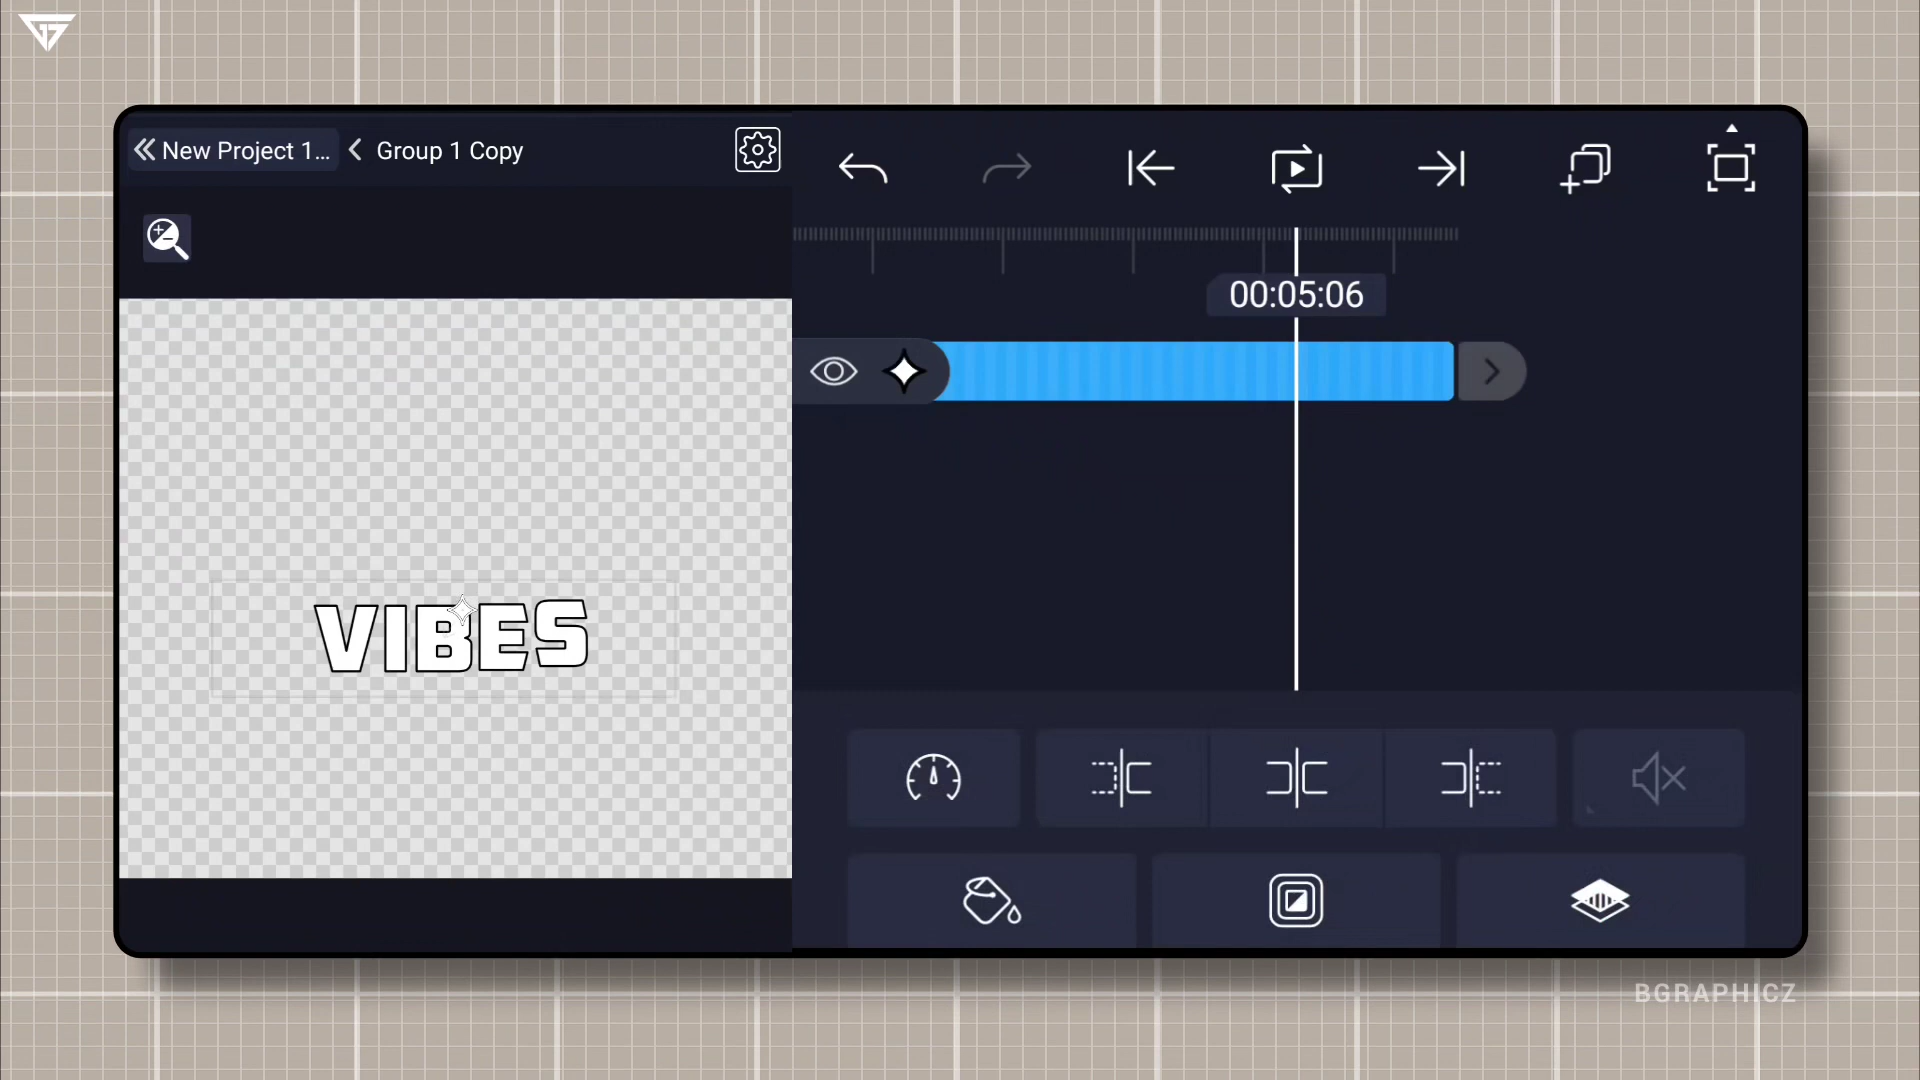 New Project 1...
Group 1 Copy
00:05:06
VIBES
BGRAPHICZ